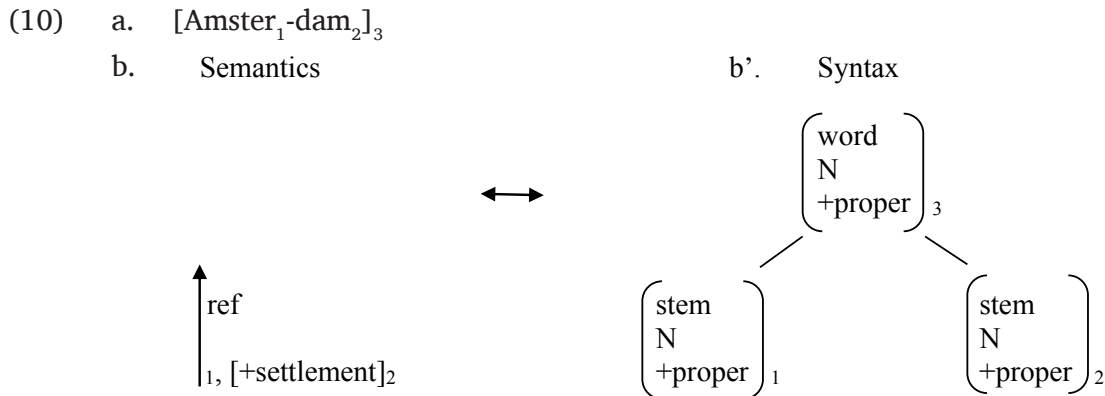 (10) a. [Amster₁-dam₂]₃
b. Semantics b’. Syntax
word
N
+proper 3
ref
₁, [+settlement]₂
stem
N
+proper 1
stem
N
+proper 2